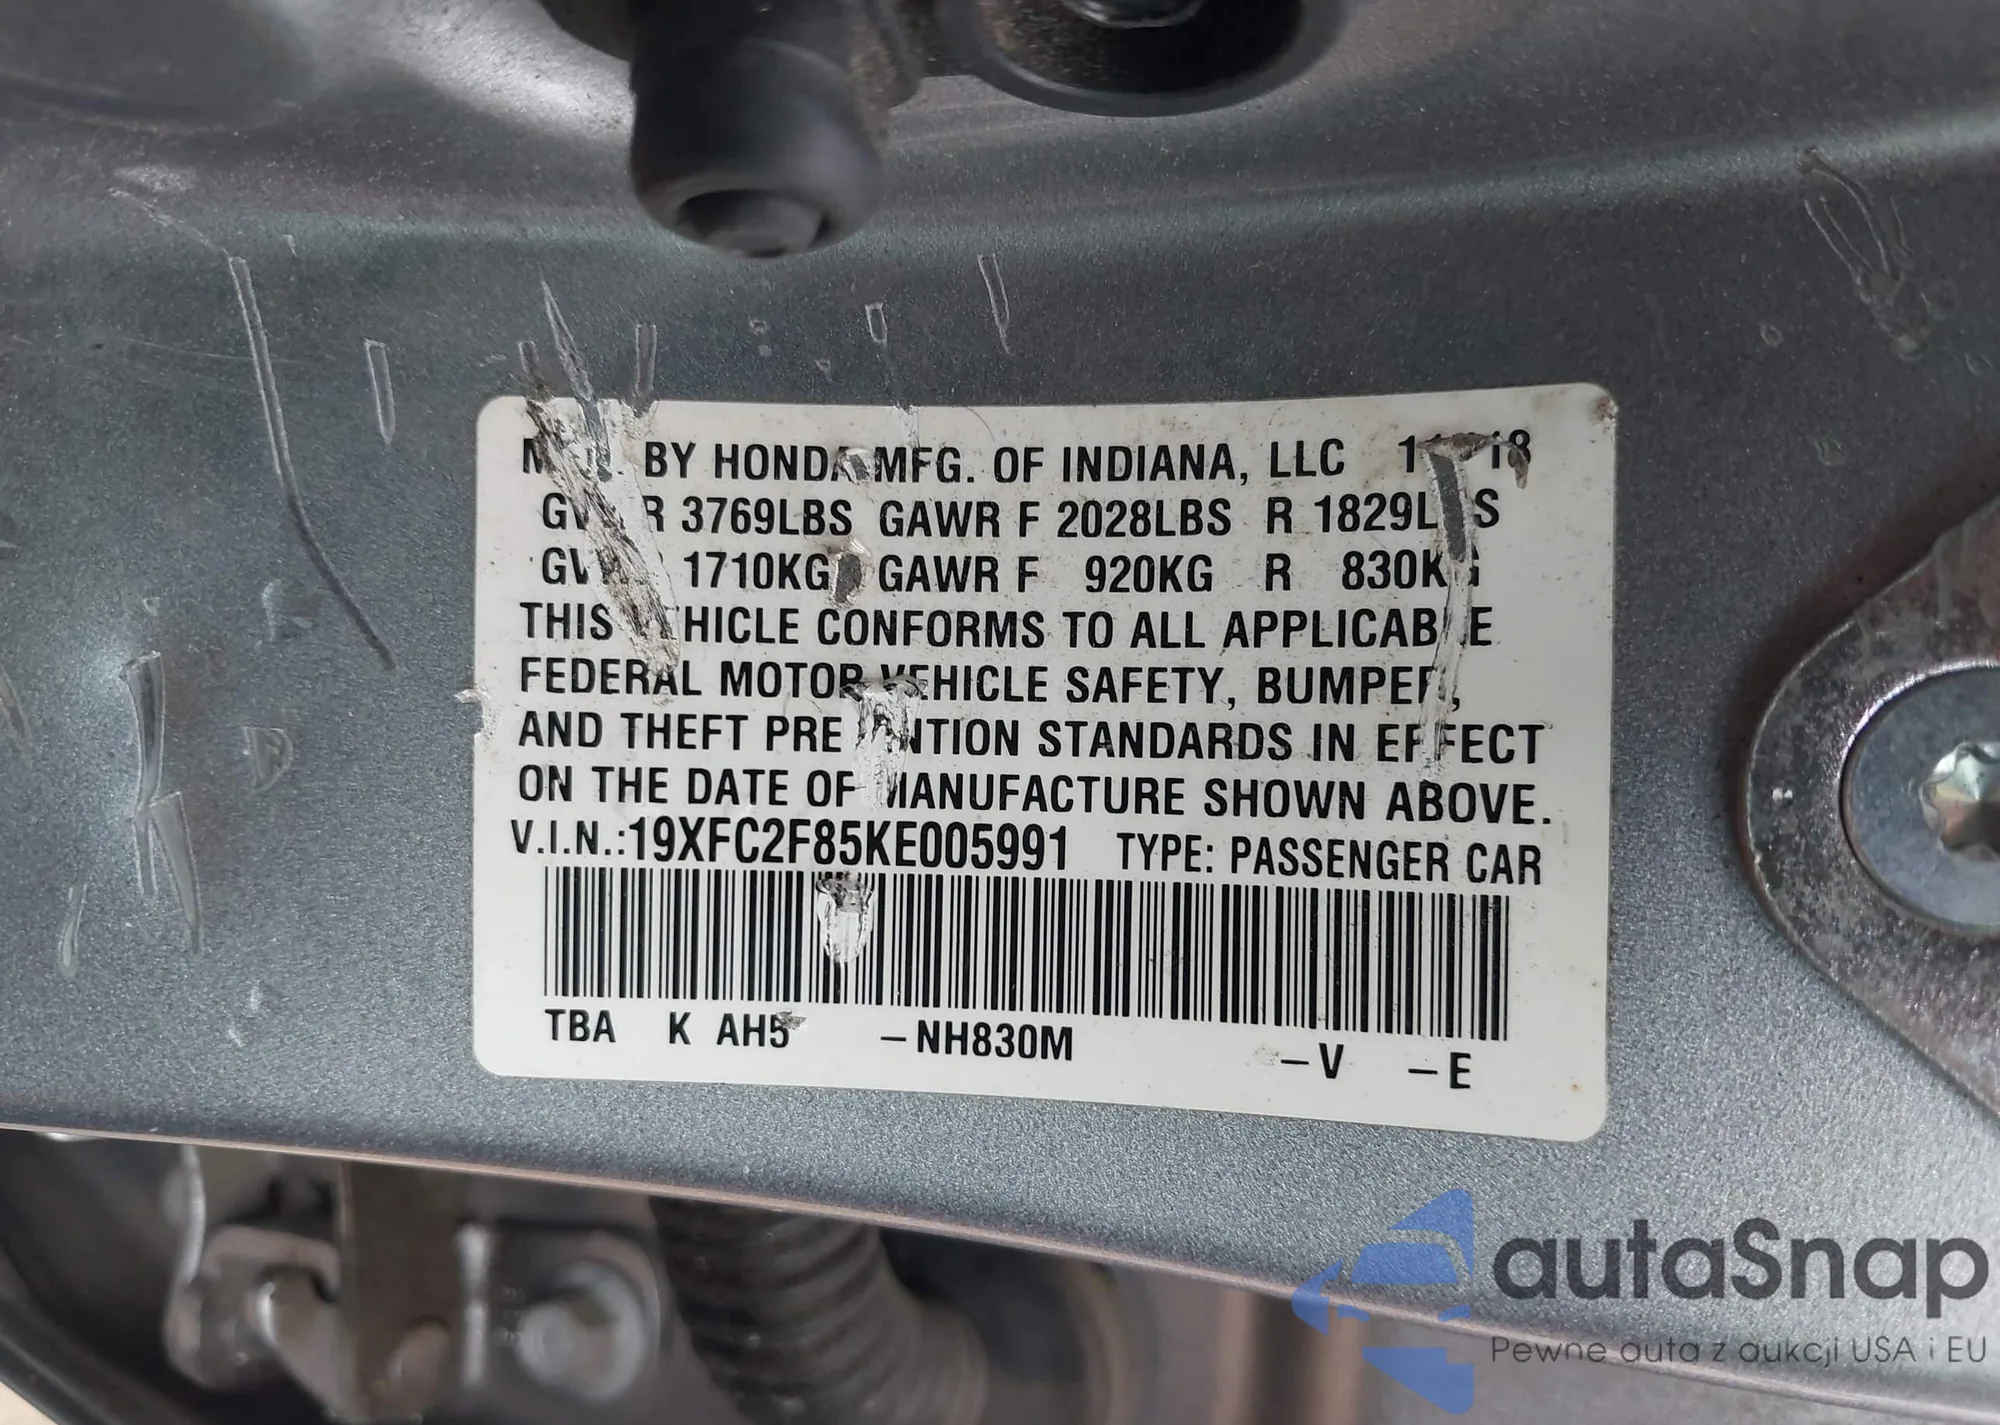 BY HONDA MFG. OF INDIANA, LLC
3769LBS GAWR F 2028LBS R 1829LBS
1710KG GAWR F 920KG R 830KG
THIS VEHICLE CONFORMS TO ALL APPLICABLE
FEDERAL MOTOR VEHICLE SAFETY, BUMPER,
AND THEFT PREVENTION STANDARDS IN EFFECT
ON THE DATE OF MANUFACTURE SHOWN ABOVE.
V.I.N.:19XFC2F85KE005991 TYPE: PASSENGER CAR
TBA K AH5 –NH830M –V –E
autaSnap
Pewne auta z aukcji USA i EU